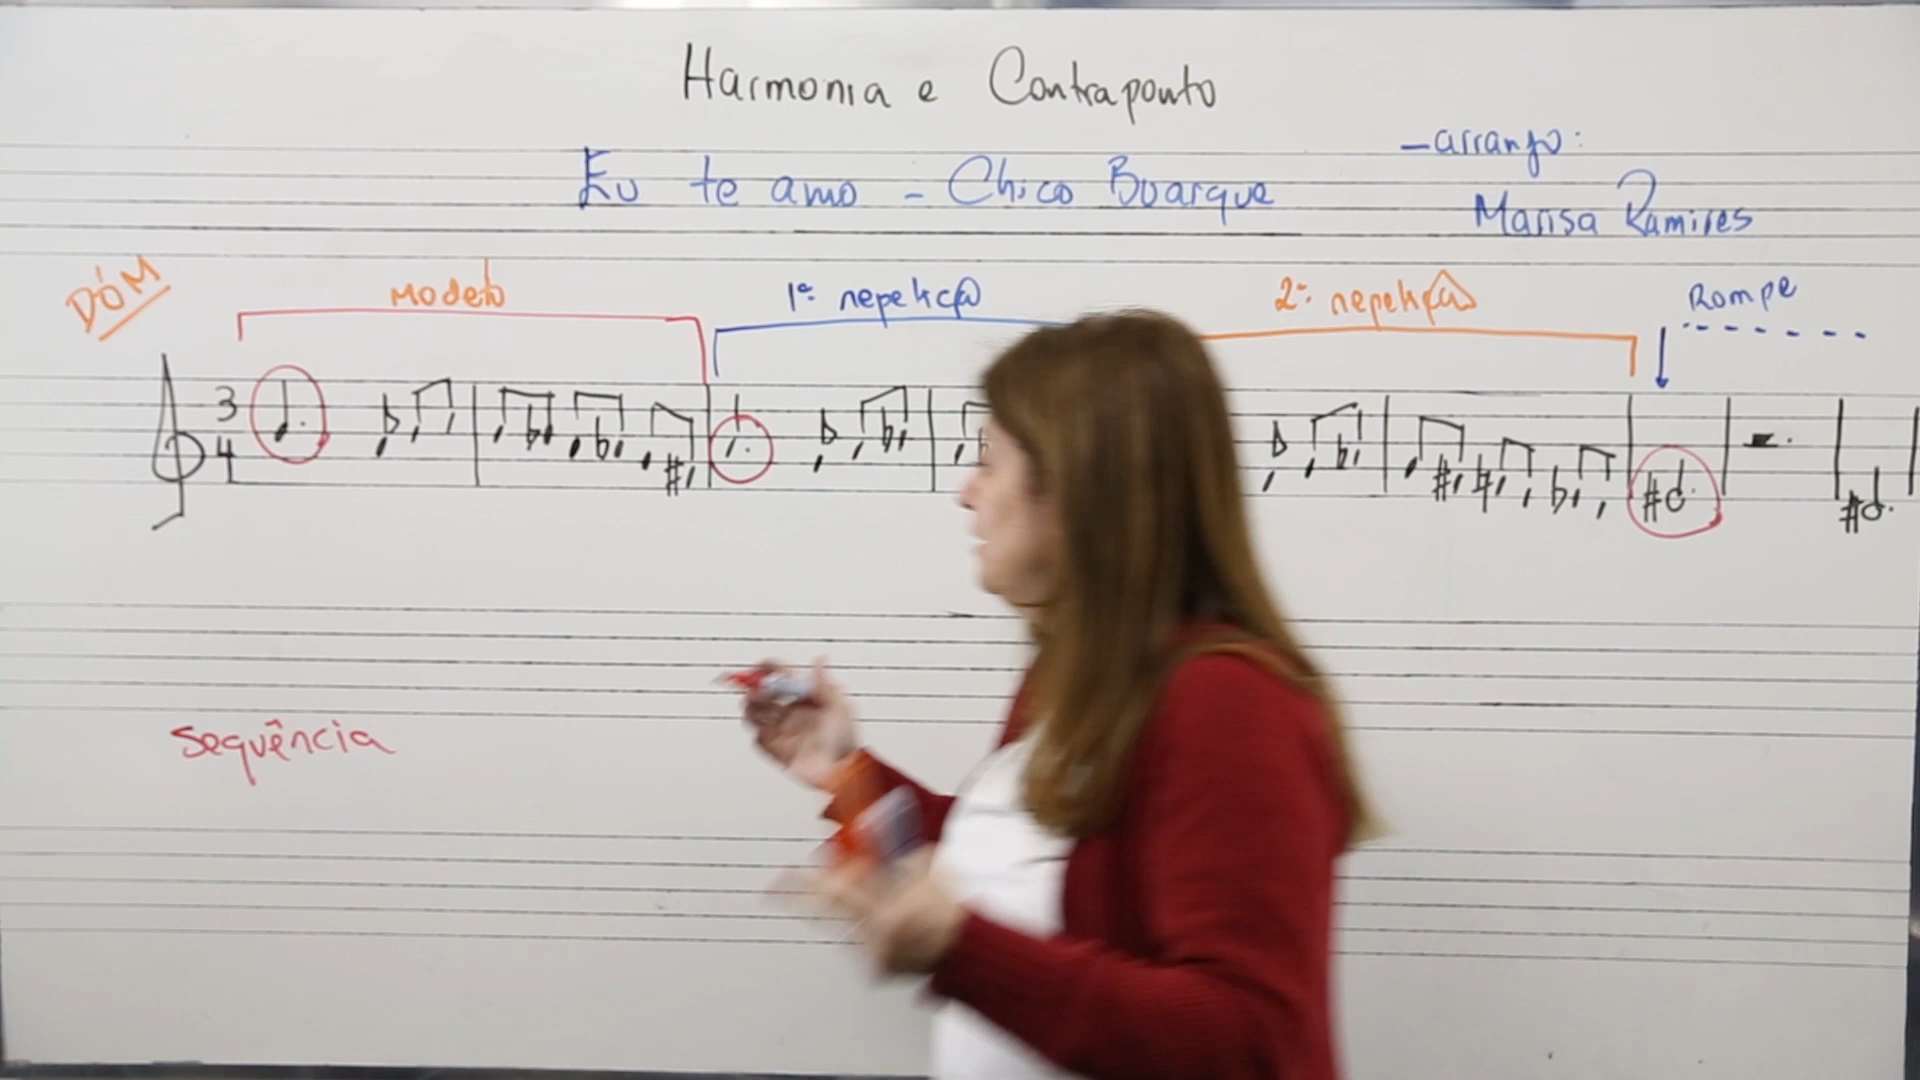 Harmonia e Contraponto
Eu te amo - Chico Buarque
- arranjo:
Marisa Ramires
DÓM
Modelo
1ª repetição
2ª repetição
Rompe
3
4
Sequência